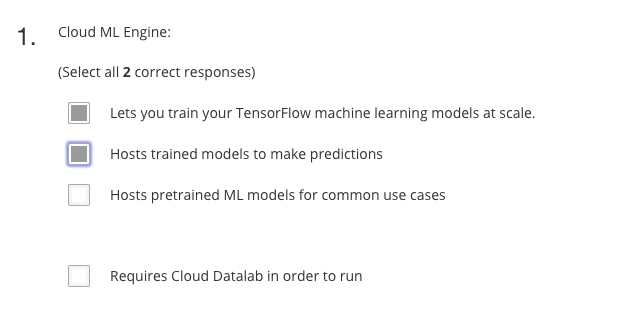 1. Cloud ML Engine:
(Select all 2 correct responses)
Lets you train your TensorFlow machine learning models at scale.
Hosts trained models to make predictions
Hosts pretrained ML models for common use cases
Requires Cloud Datalab in order to run